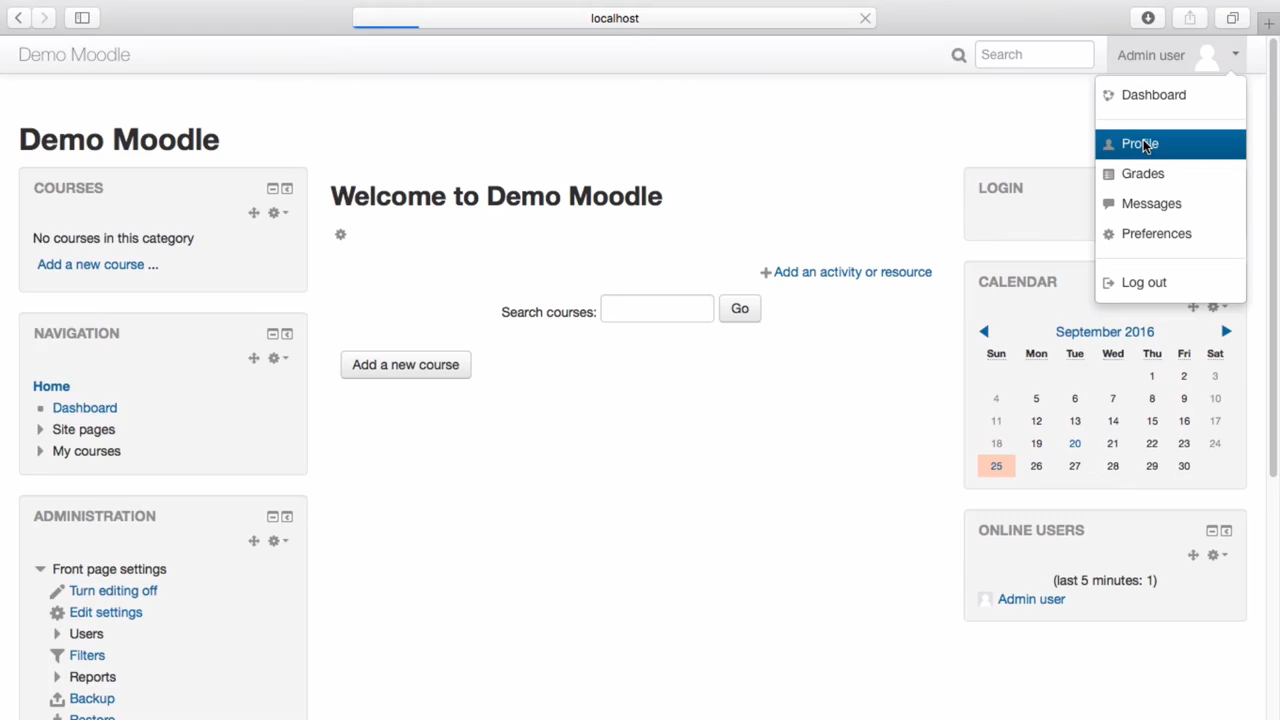 localhost
Demo Moodle
Search
Admin user
Dashboard
Profile
Grades
Messages
Preferences
Log out
Demo Moodle
COURSES
No courses in this category
Add a new course ...
NAVIGATION
Home
Dashboard
Site pages
My courses
ADMINISTRATION
Front page settings
Turn editing off
Edit settings
Users
Filters
Reports
Backup
Restore
Welcome to Demo Moodle
Add an activity or resource
Search courses:
Go
Add a new course
LOGIN
CALENDAR
September 2016
Sun Mon Tue Wed Thu Fri Sat
1 2 3
4 5 6 7 8 9 10
11 12 13 14 15 16 17
18 19 20 21 22 23 24
25 26 27 28 29 30
ONLINE USERS
(last 5 minutes: 1)
Admin user